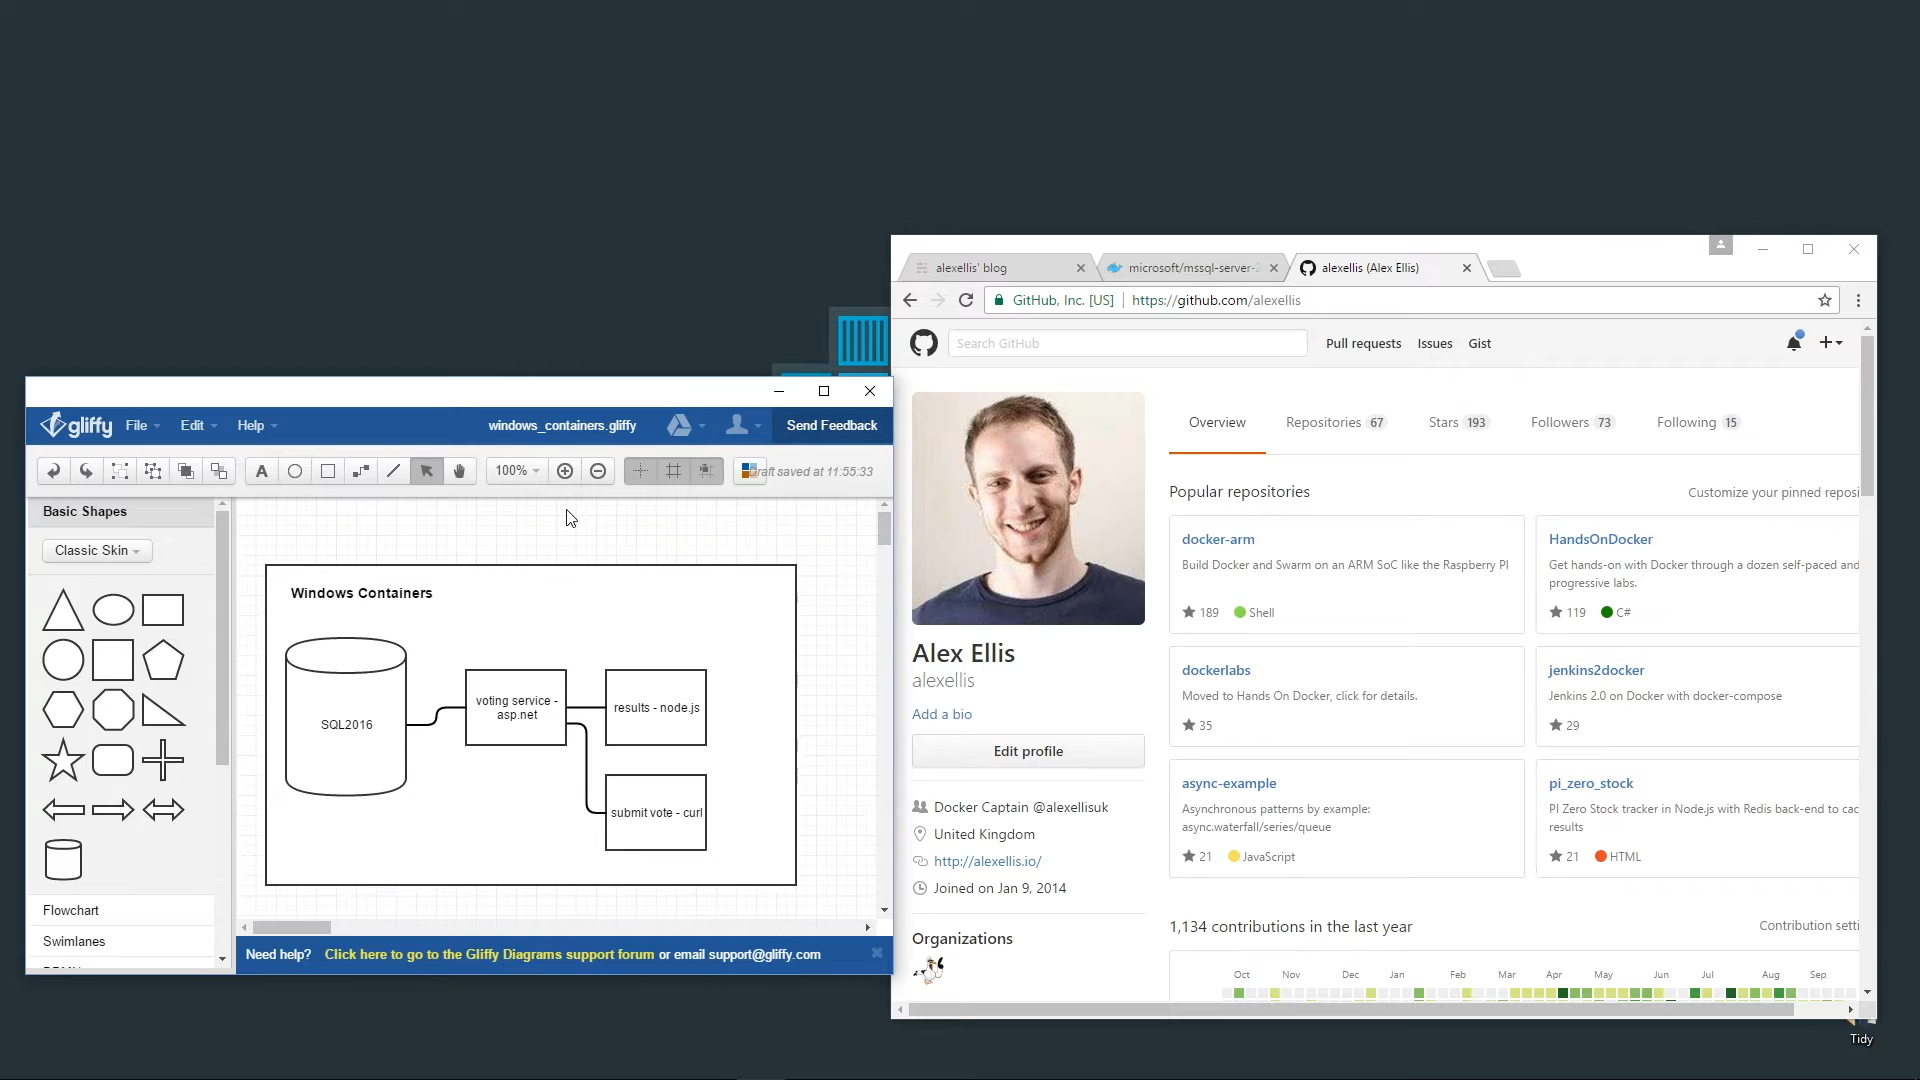 gliffy File Edit Help windows_containers.gliffy Send Feedback
100% Draft saved at 11:55:33
Basic Shapes
Classic Skin
Flowchart
Swimlanes
Windows Containers
SQL2016
voting service -
asp.net
results - node.js
submit vote - curl
Need help? Click here to go to the Gliffy Diagrams support forum or email support@gliffy.com
alexellis' blog
microsoft/mssql-server-2
alexellis (Alex Ellis)
GitHub, Inc. [US] https://github.com/alexellis
Search GitHub
Pull requests Issues Gist
Alex Ellis
alexellis
Add a bio
Edit profile
Docker Captain @alexellisuk
United Kingdom
http://alexellis.io/
Joined on Jan 9, 2014
Organizations
Overview Repositories 67 Stars 193 Followers 73 Following 15
Popular repositories
Customize your pinned reposi
docker-arm
Build Docker and Swarm on an ARM SoC like the Raspberry PI
189 Shell
HandsOnDocker
Get hands-on with Docker through a dozen self-paced and
progressive labs.
119 C#
dockerlabs
Moved to Hands On Docker, click for details.
35
jenkins2docker
Jenkins 2.0 on Docker with docker-compose
29
async-example
Asynchronous patterns by example:
async.waterfall/series/queue
21 JavaScript
pi_zero_stock
PI Zero Stock tracker in Node.js with Redis back-end to cac
results
21 HTML
1,134 contributions in the last year
Contribution setti
Oct Nov Dec Jan Feb Mar Apr May Jun Jul Aug Sep
Tidy